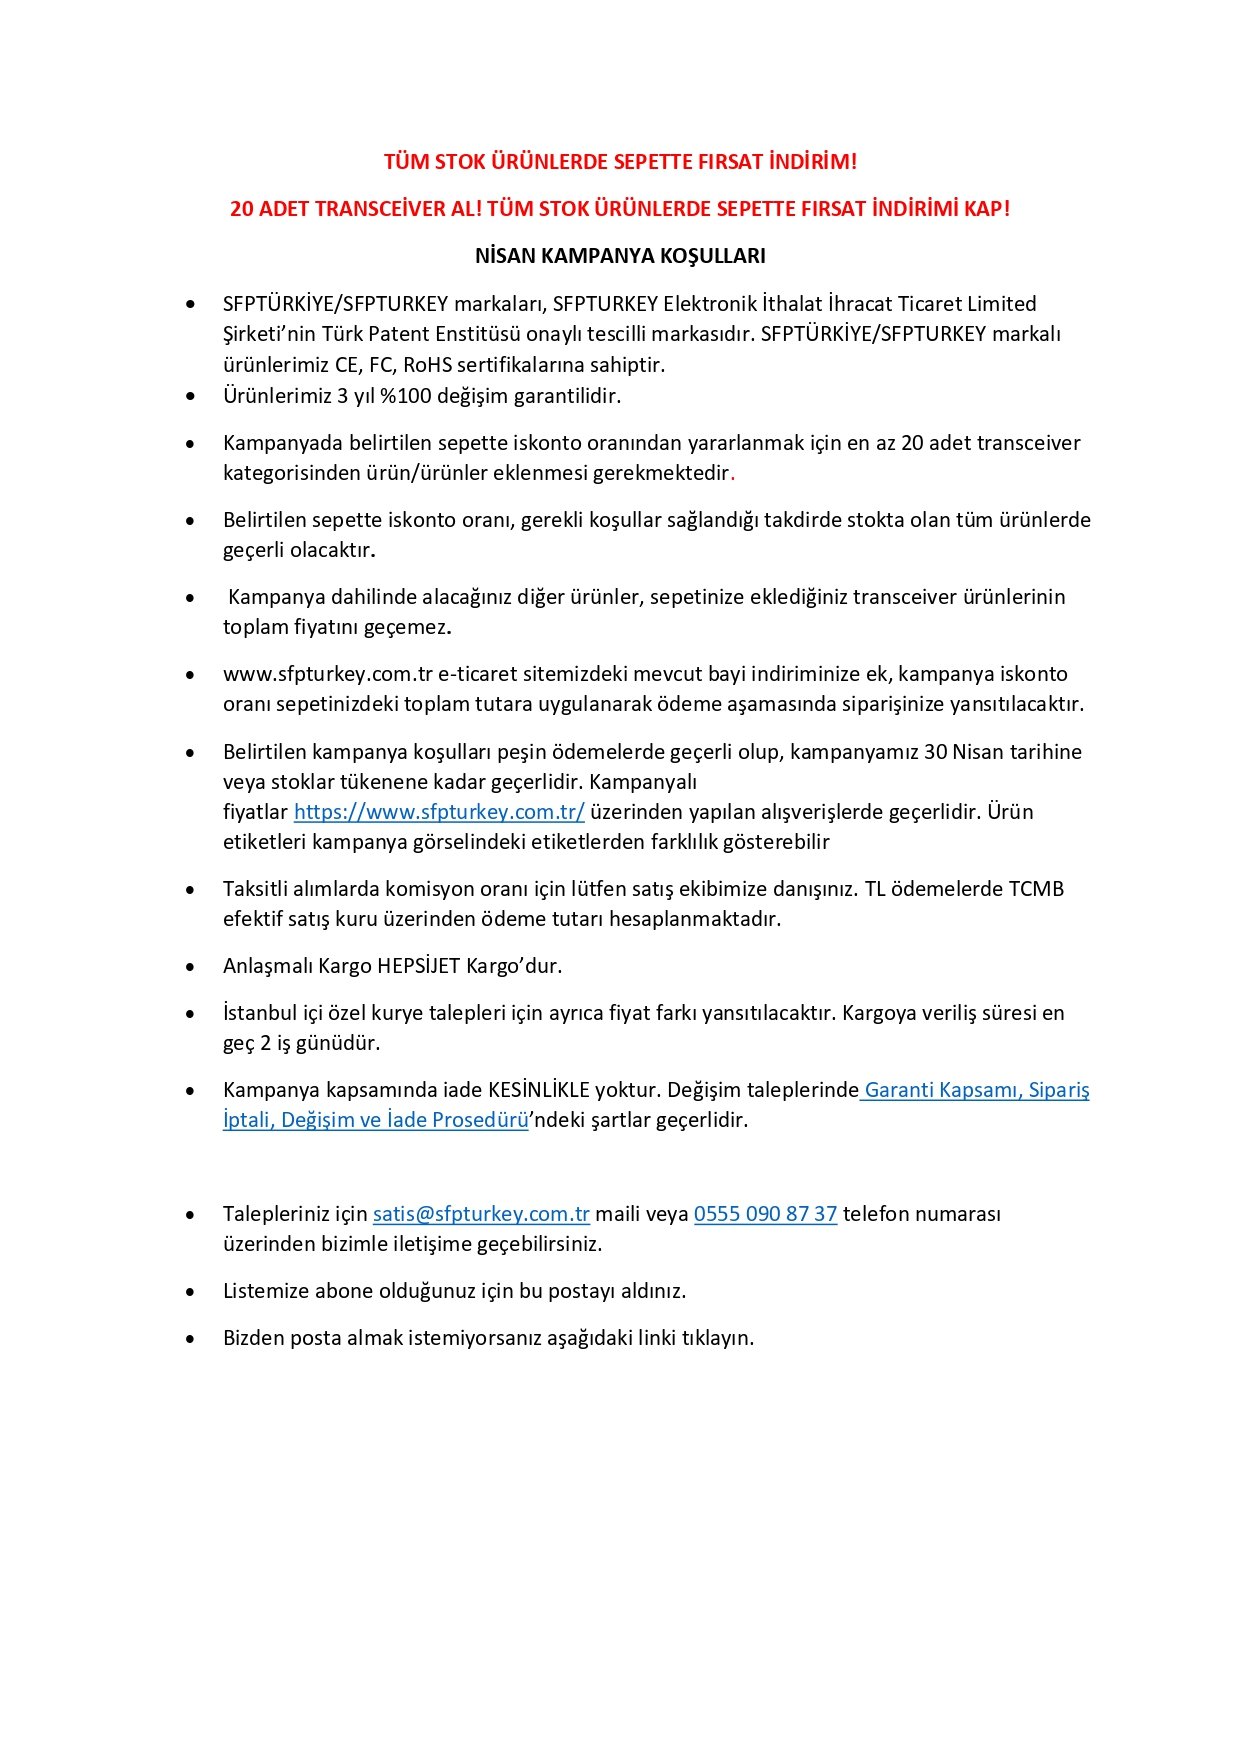 TÜM STOK ÜRÜNLERDE SEPETTE FIRSAT İNDİRİM!
20 ADET TRANSCEİVER AL! TÜM STOK ÜRÜNLERDE SEPETTE FIRSAT İNDİRİMİ KAP!
NİSAN KAMPANYA KOŞULLARI
• SFPTÜRKİYE/SFPTURKEY markaları, SFPTURKEY Elektronik İthalat İhracat Ticaret Limited
Şirketi’nin Türk Patent Enstitüsü onaylı tescilli markasıdır. SFPTÜRKİYE/SFPTURKEY markalı
ürünlerimiz CE, FC, RoHS sertifikalarına sahiptir.
• Ürünlerimiz 3 yıl %100 değişim garantilidir.
• Kampanyada belirtilen sepette iskonto oranından yararlanmak için en az 20 adet transceiver
kategorisinden ürün/ürünler eklenmesi gerekmektedir.
• Belirtilen sepette iskonto oranı, gerekli koşullar sağlandığı takdirde stokta olan tüm ürünlerde
geçerli olacaktır.
• Kampanya dahilinde alacağınız diğer ürünler, sepetinize eklediğiniz transceiver ürünlerinin
toplam fiyatını geçemez.
• www.sfpturkey.com.tr e-ticaret sitemizdeki mevcut bayi indiriminize ek, kampanya iskonto
oranı sepetinizdeki toplam tutara uygulanarak ödeme aşamasında siparişinize yansıtılacaktır.
• Belirtilen kampanya koşulları peşin ödemelerde geçerli olup, kampanyamız 30 Nisan tarihine
veya stoklar tükenene kadar geçerlidir. Kampanyalı
fiyatlar https://www.sfpturkey.com.tr/ üzerinden yapılan alışverişlerde geçerlidir. Ürün
etiketleri kampanya görselindeki etiketlerden farklılık gösterebilir
• Taksitli alımlarda komisyon oranı için lütfen satış ekibimize danışınız. TL ödemelerde TCMB
efektif satış kuru üzerinden ödeme tutarı hesaplanmaktadır.
• Anlaşmalı Kargo HEPSİJET Kargo’dur.
• İstanbul içi özel kurye talepleri için ayrıca fiyat farkı yansıtılacaktır. Kargoya veriliş süresi en
geç 2 iş günüdür.
• Kampanya kapsamında iade KESİNLİKLE yoktur. Değişim taleplerinde Garanti Kapsamı, Sipariş
İptali, Değişim ve İade Prosedürü’ndeki şartlar geçerlidir.
• Talepleriniz için satis@sfpturkey.com.tr maili veya 0555 090 87 37 telefon numarası
üzerinden bizimle iletişime geçebilirsiniz.
• Listemize abone olduğunuz için bu postayı aldınız.
• Bizden posta almak istemiyorsanız aşağıdaki linki tıklayın.